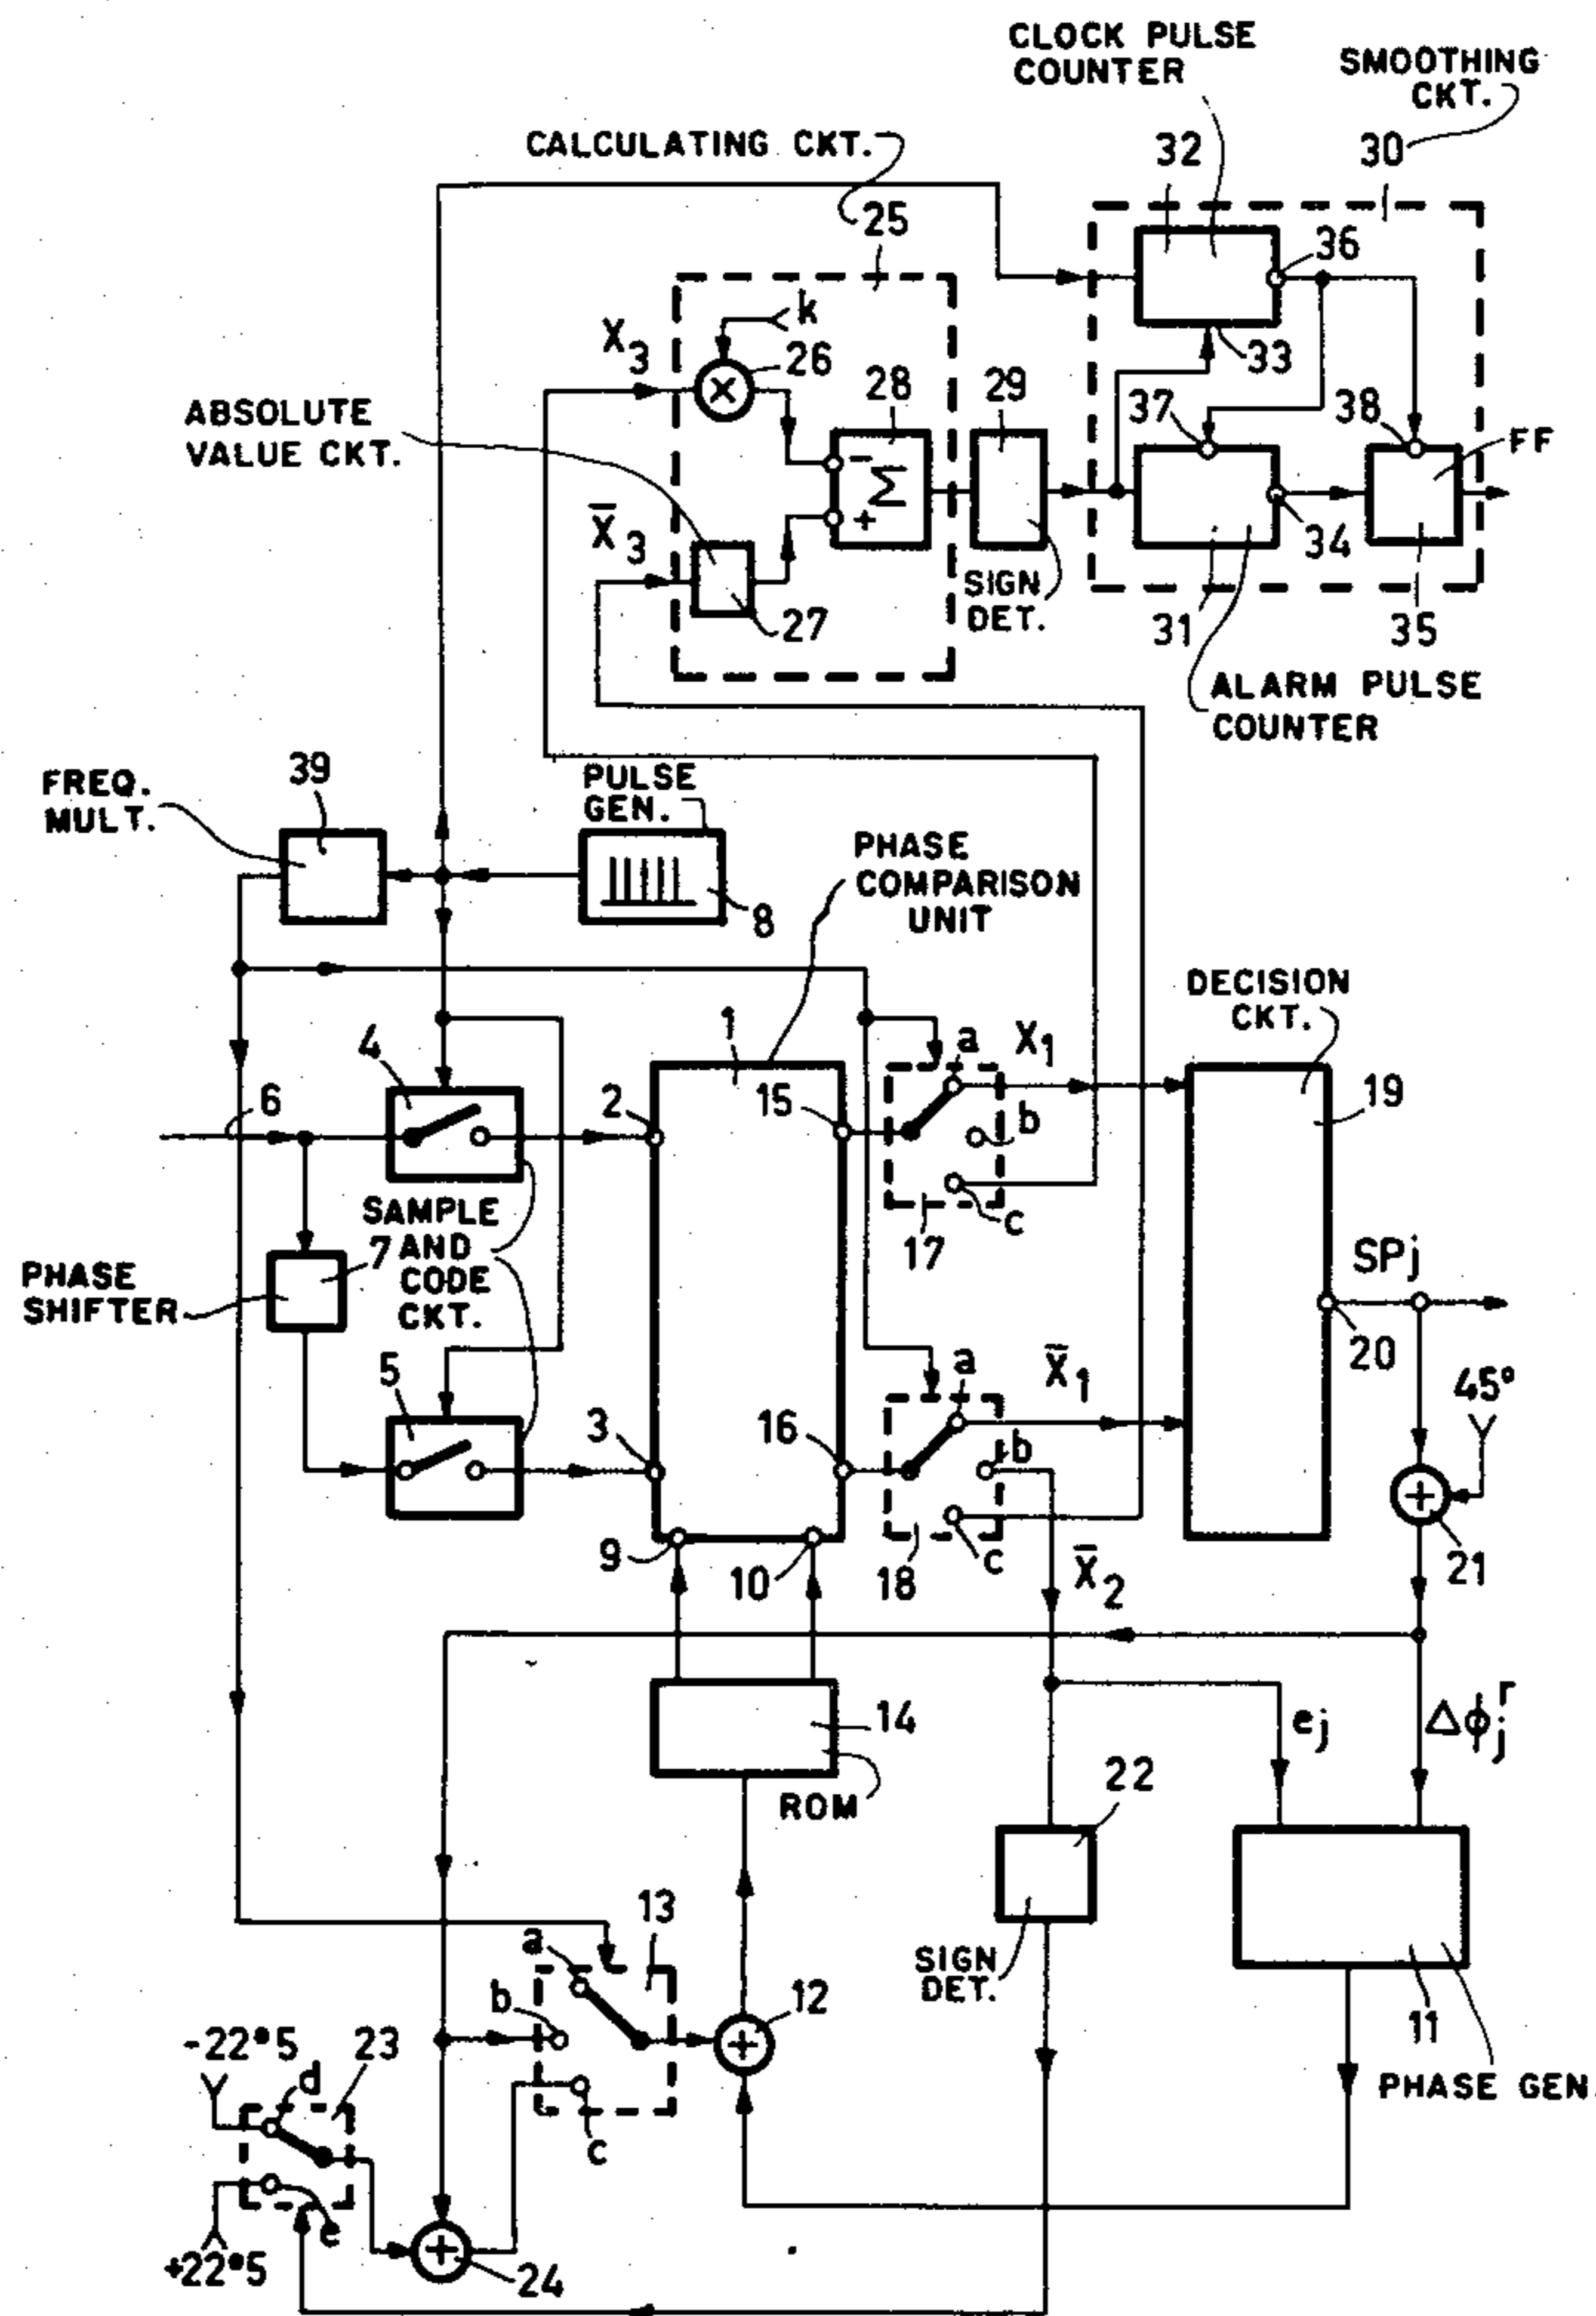 CLOCK PULSE
COUNTER
SMOOTHING
CKT.
CALCULATING CKT.
32
30
25
36
k
X3
26
33
28
29
37
38
FF
ABSOLUTE
VALUE CKT.
×
-
Σ
+
X̄3
34
SIGN
DET.
27
31
35
ALARM PULSE
COUNTER
39
FREQ.
MULT.
PULSE
GEN.
8
PHASE
COMPARISON
UNIT
DECISION
CKT.
1
a
X1
4
6
2
15
b
19
c
17
SAMPLE
AND
CODE
CKT.
7
PHASE
SHIFTER
SPj
20
5
a
X̄1
45°
3
16
b
+
9
10
18
c
X̄2
21
14
ej
Δϕjr
ROM
22
13
a
b
12
SIGN
DET.
+
11
-22°5
23
d
c
PHASE GEN.
e
+
+22°5
24